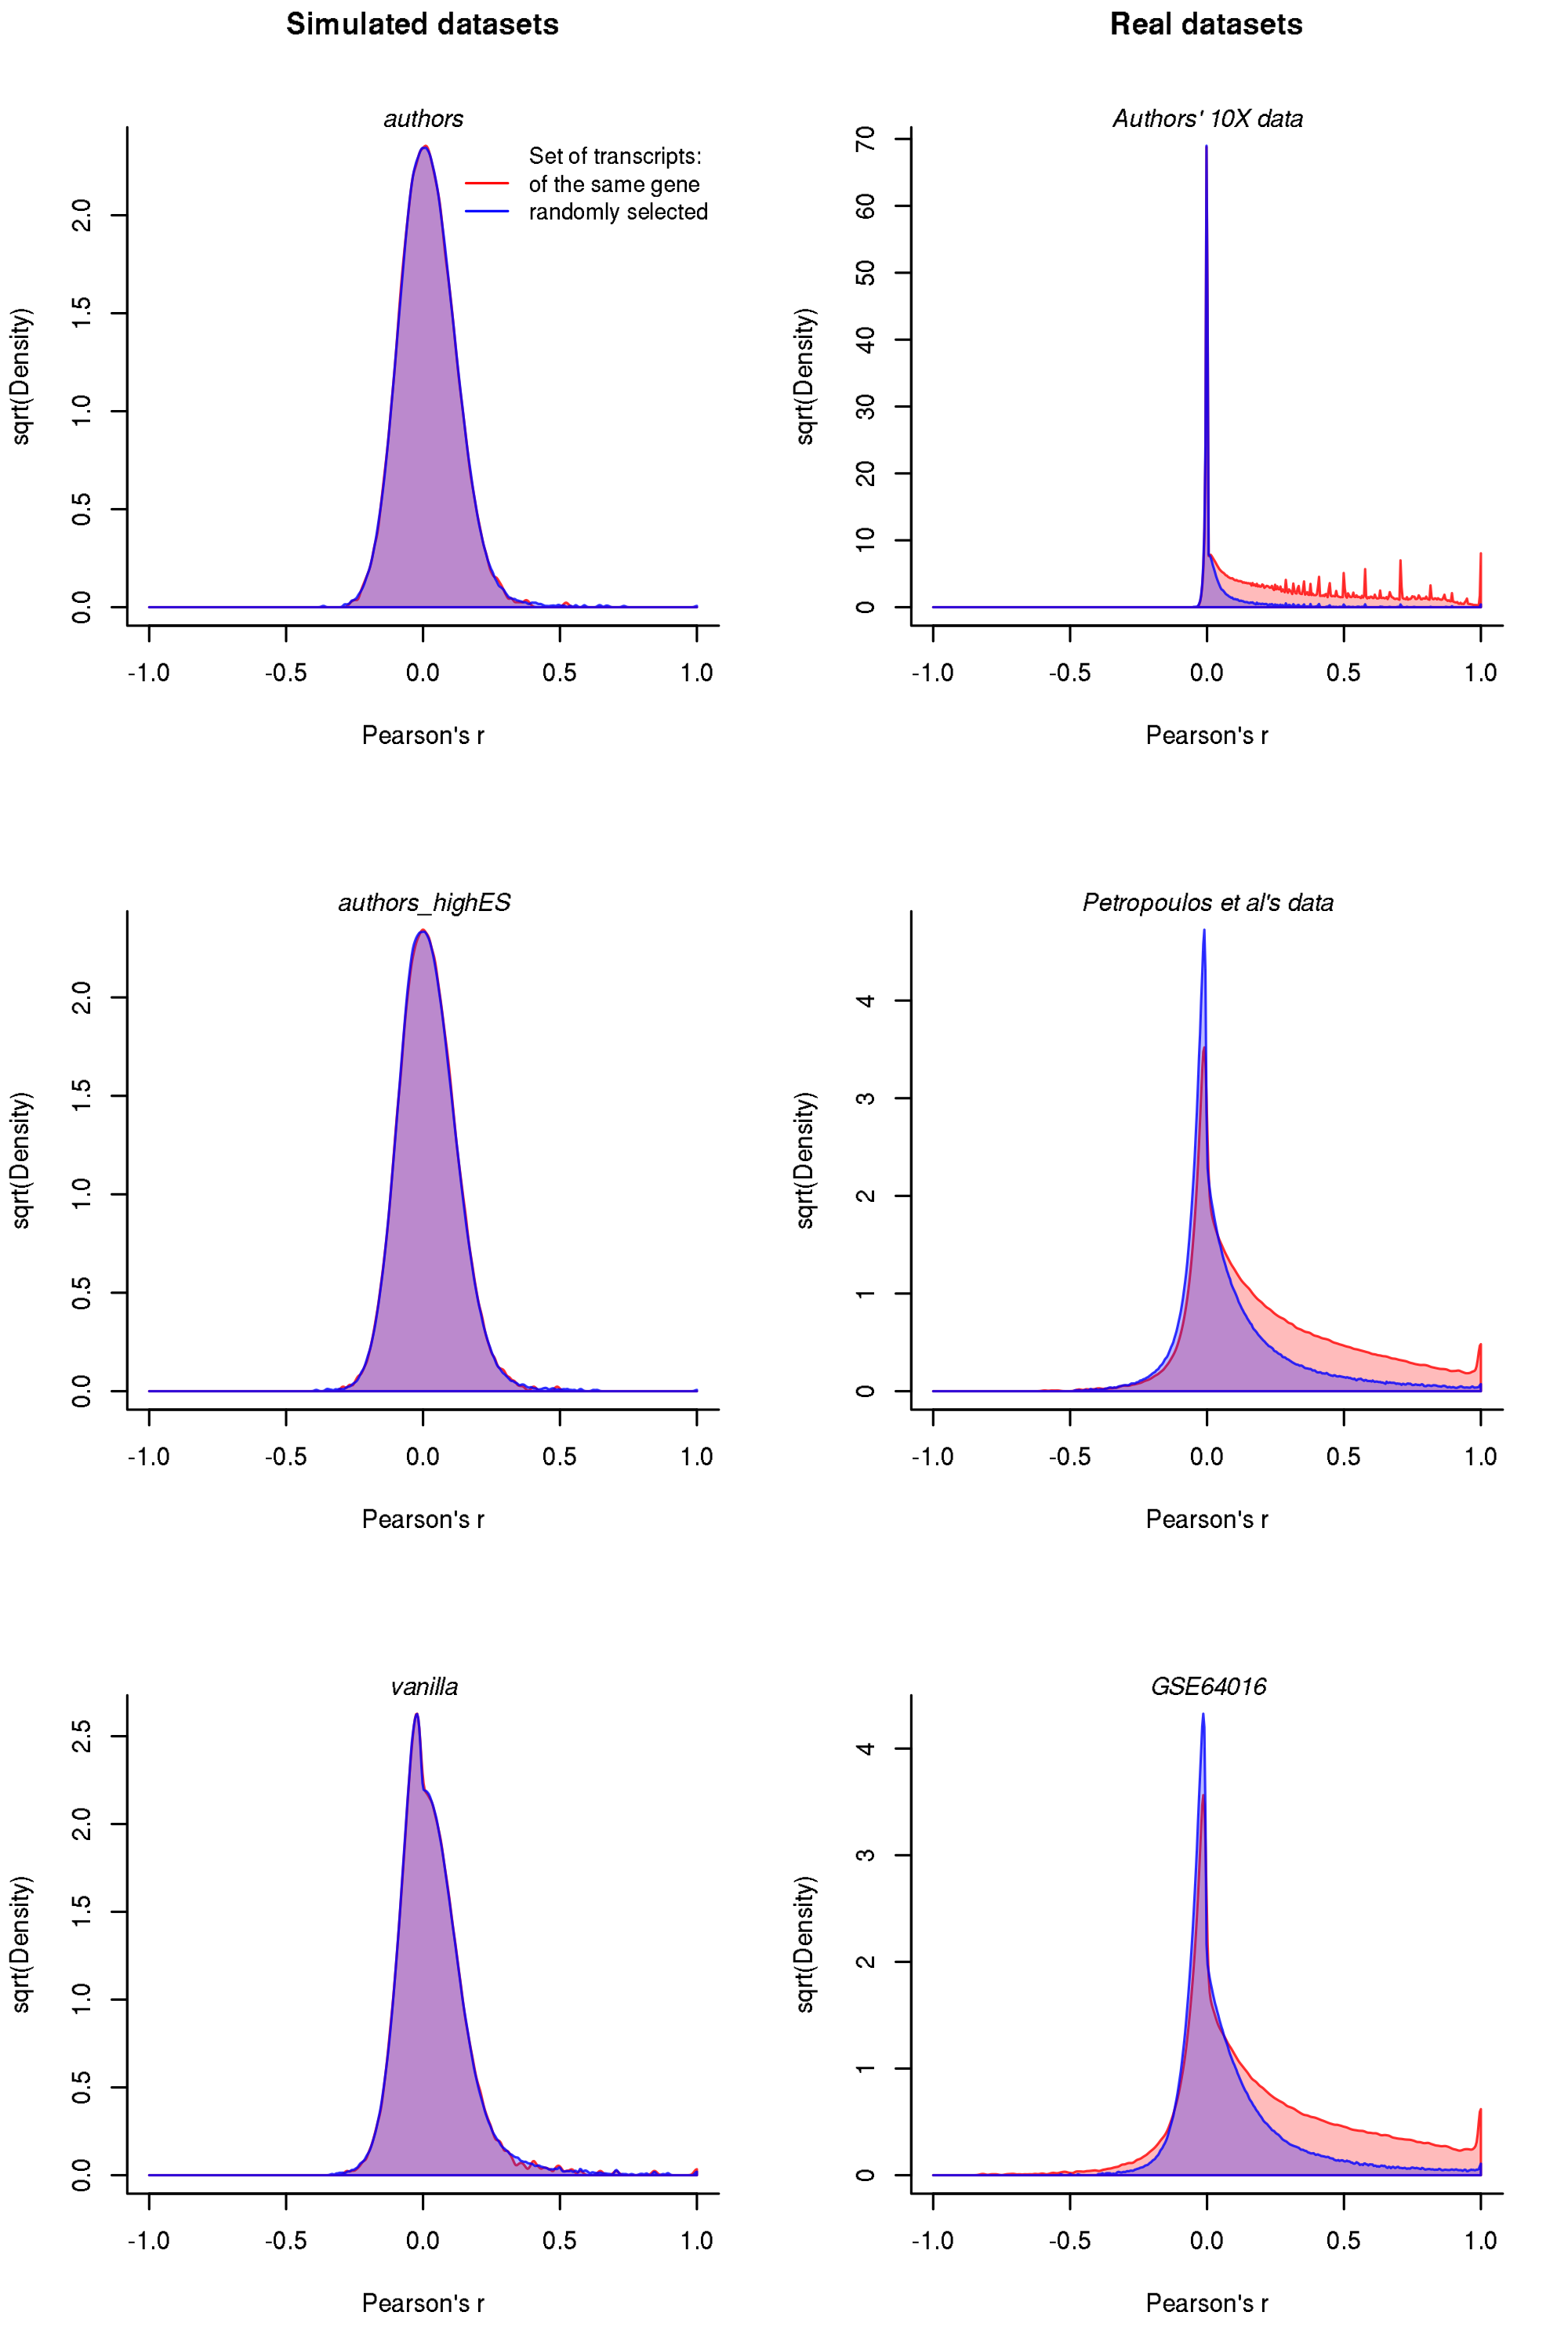 Simulated datasets
Real datasets
authors
Set of transcripts:
of the same gene
randomly selected
sqrt(Density)
0.0 0.5 1.0 1.5 2.0
-1.0 -0.5 0.0 0.5 1.0
Pearson's r
Authors' 10X data
sqrt(Density)
0 10 20 30 40 50 60 70
-1.0 -0.5 0.0 0.5 1.0
Pearson's r
authors_highES
sqrt(Density)
0.0 0.5 1.0 1.5 2.0
-1.0 -0.5 0.0 0.5 1.0
Pearson's r
Petropoulos et al's data
sqrt(Density)
0 1 2 3 4
-1.0 -0.5 0.0 0.5 1.0
Pearson's r
vanilla
sqrt(Density)
0.0 0.5 1.0 1.5 2.0 2.5
-1.0 -0.5 0.0 0.5 1.0
Pearson's r
GSE64016
sqrt(Density)
0 1 2 3 4
-1.0 -0.5 0.0 0.5 1.0
Pearson's r